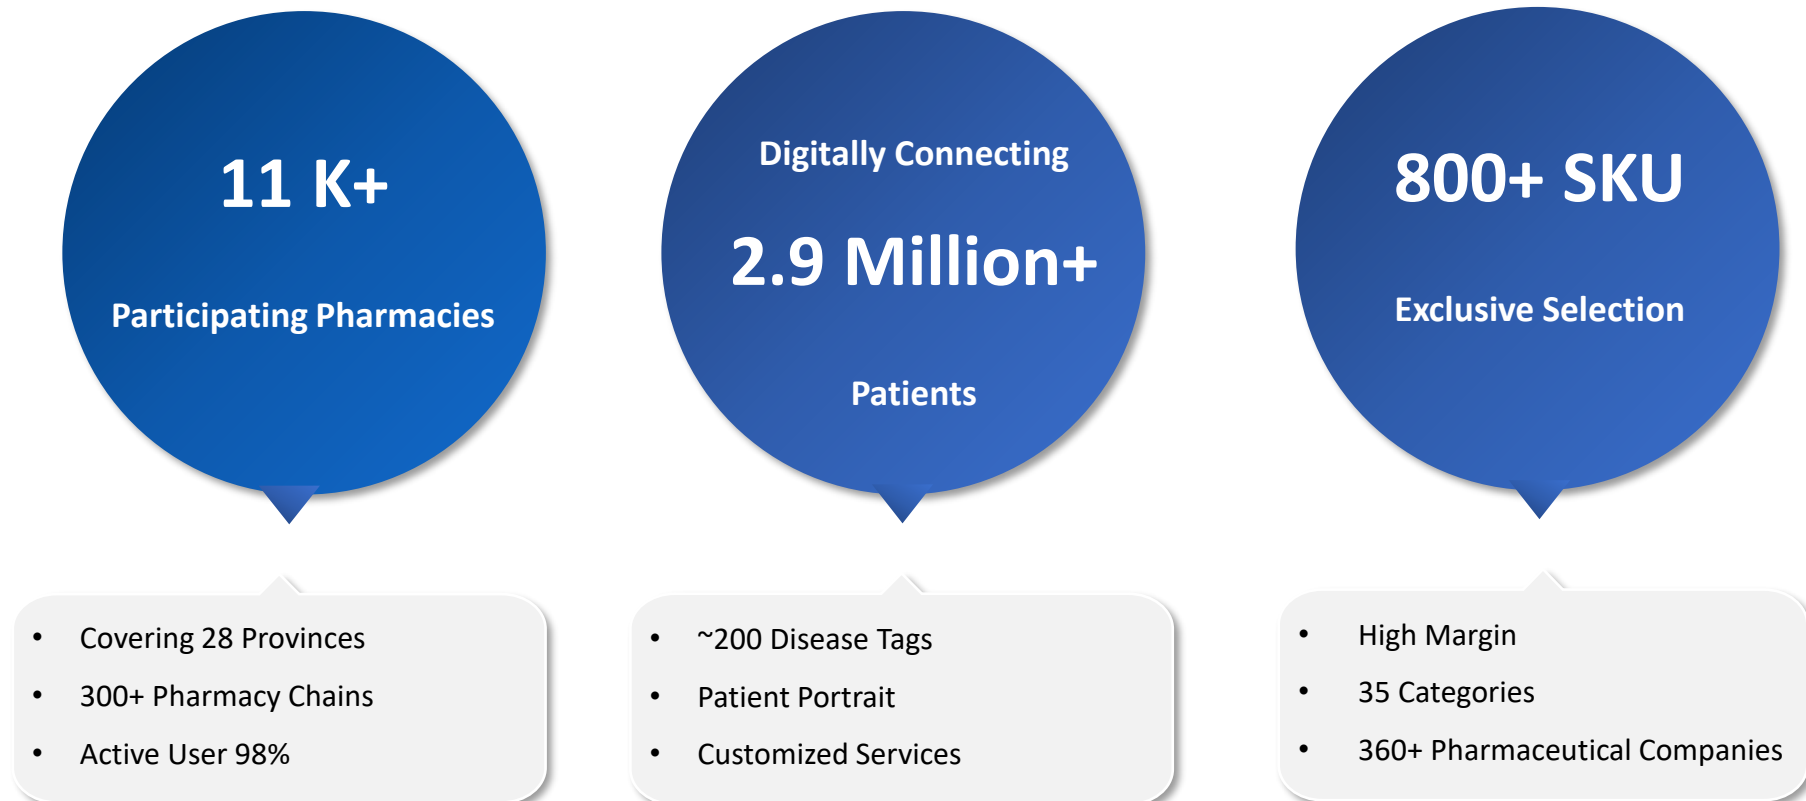 11 K+
Participating Pharmacies
• Covering 28 Provinces
• 300+ Pharmacy Chains
• Active User 98%
Digitally Connecting
2.9 Million+
Patients
• ~200 Disease Tags
• Patient Portrait
• Customized Services
800+ SKU
Exclusive Selection
• High Margin
• 35 Categories
• 360+ Pharmaceutical Companies